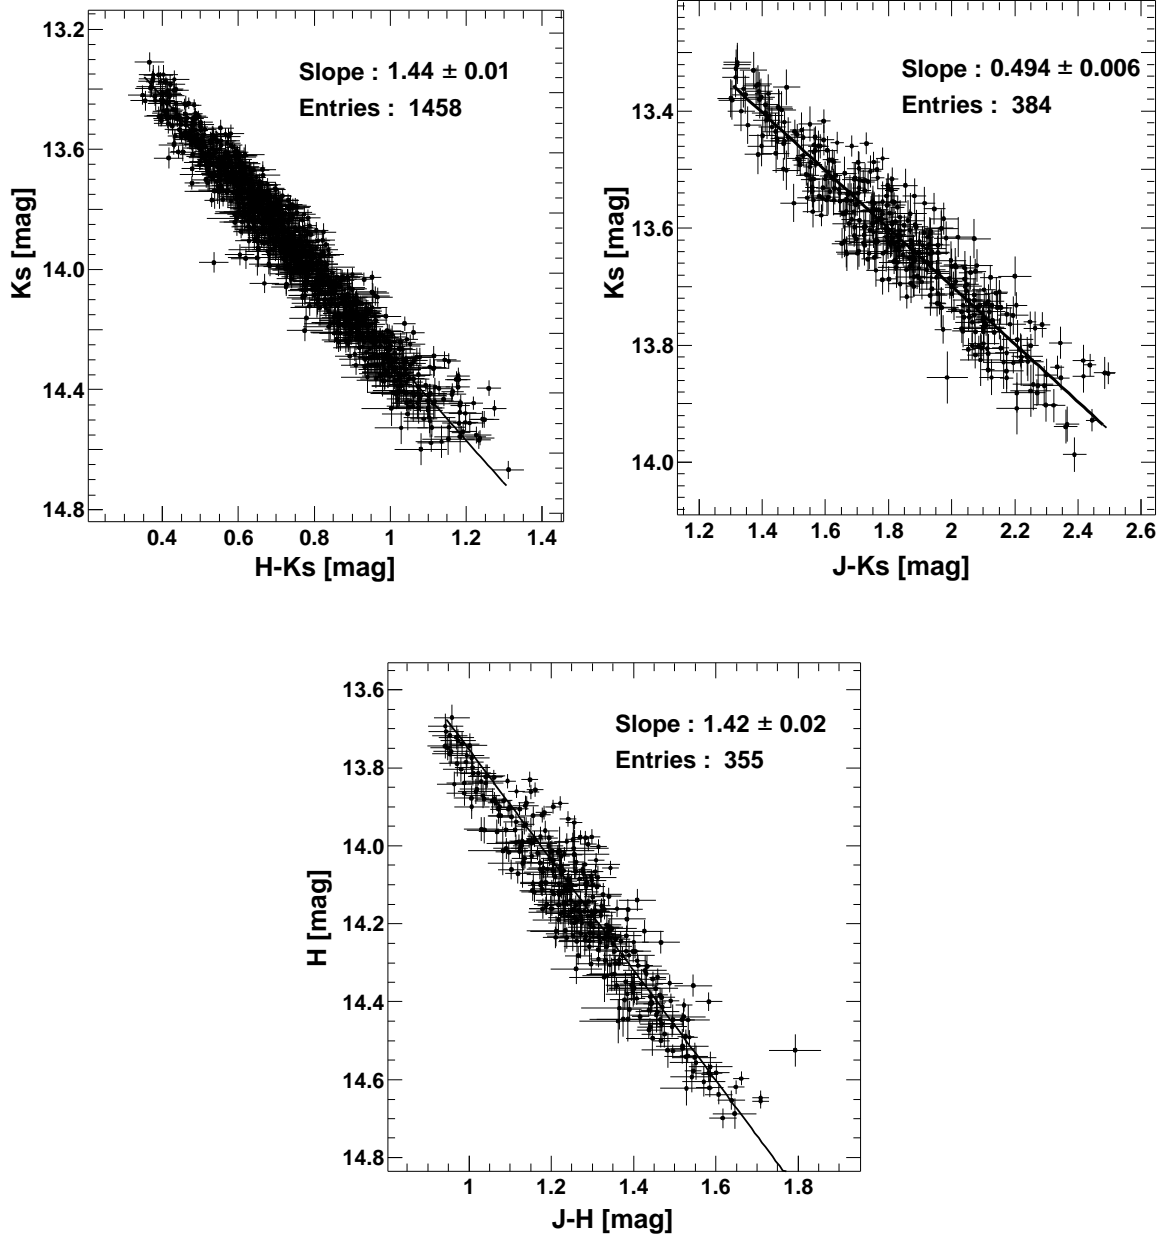 Slope : 1.44 ± 0.01
Entries : 1458
13.2
13.6
14.0
14.4
14.8
Ks [mag]
0.4 0.6 0.8 1.0 1.2 1.4
H-Ks [mag]
Slope : 0.494 ± 0.006
Entries : 384
13.4
13.6
13.8
14.0
Ks [mag]
1.2 1.4 1.6 1.8 2 2.2 2.4 2.6
J-Ks [mag]
Slope : 1.42 ± 0.02
Entries : 355
13.6
13.8
14.0
14.2
14.4
14.6
14.8
H [mag]
1 1.2 1.4 1.6 1.8
J-H [mag]